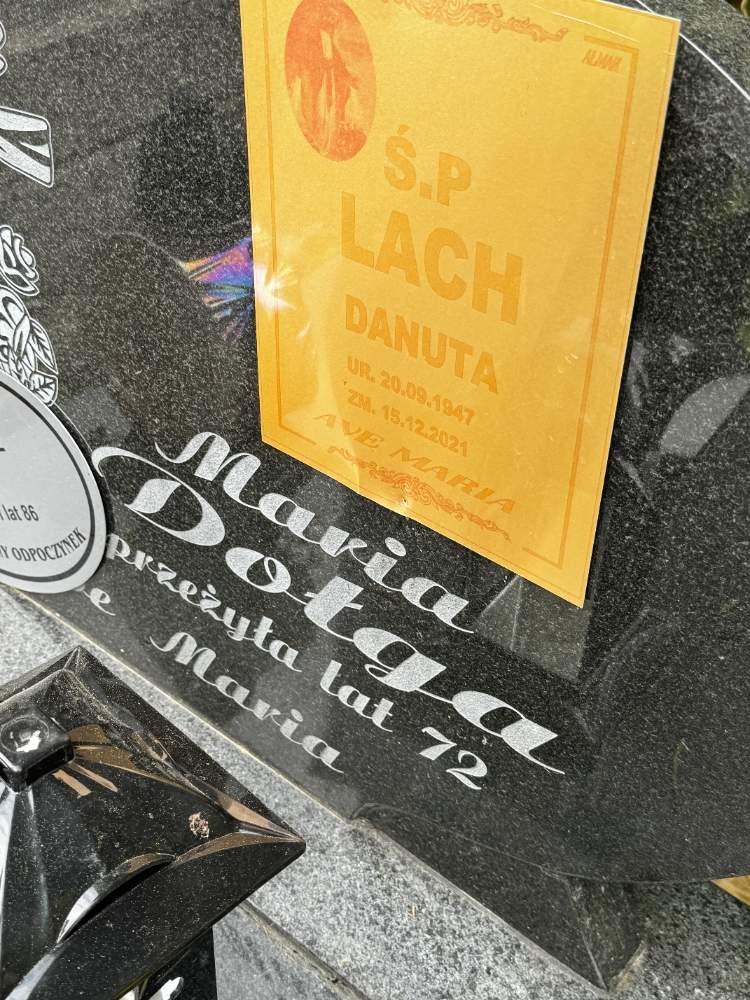 ALMAR
Ś.P
LACH
DANUTA
UR. 20.09.1947
ZM. 15.12.2021
AVE MARIA
lat 86
ODPOCZYNEK
Maria
Dołga
przeżyła lat 72
e Maria